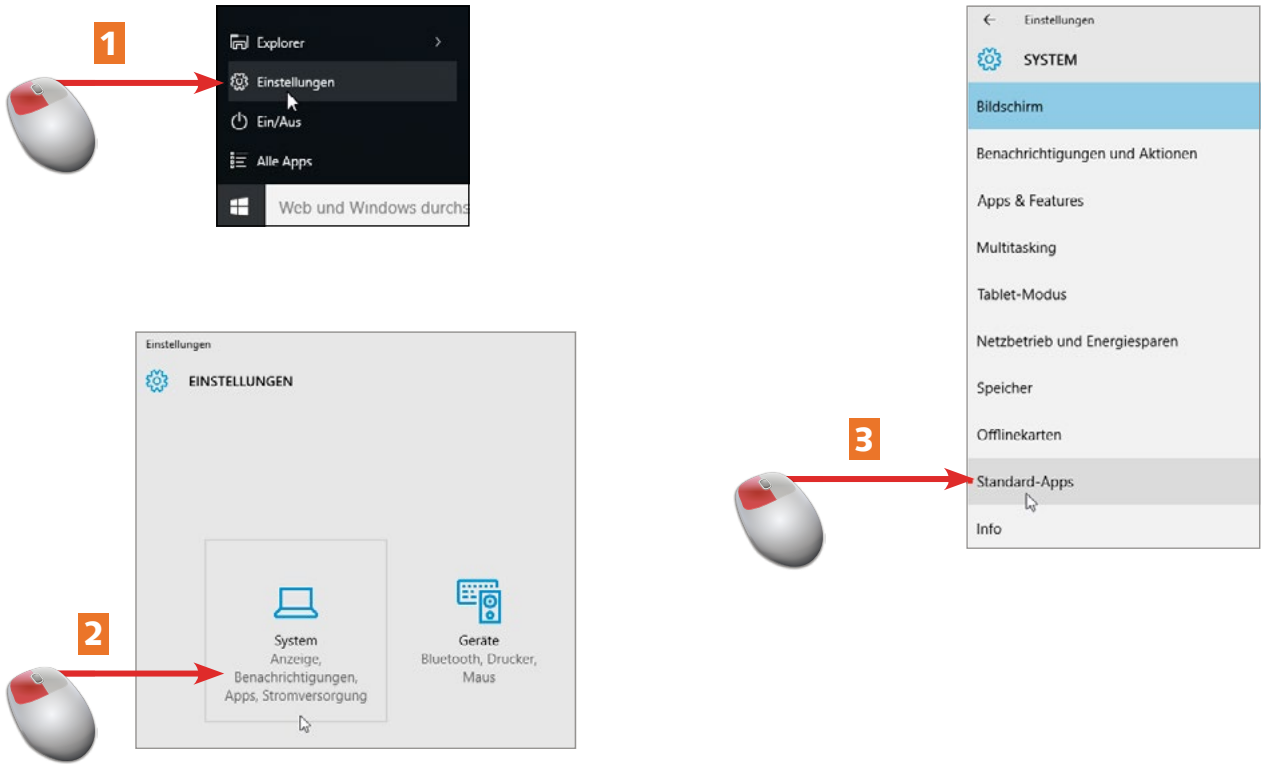 1
Explorer
Einstellungen
Ein/Aus
Alle Apps
Web und Windows durchs
2
Einstellungen
EINSTELLUNGEN
System
Anzeige,
Benachrichtigungen,
Apps, Stromversorgung
Geräte
Bluetooth, Drucker,
Maus
3
Einstellungen
SYSTEM
Bildschirm
Benachrichtigungen und Aktionen
Apps & Features
Multitasking
Tablet-Modus
Netzbetrieb und Energiesparen
Speicher
Offlinekarten
Standard-Apps
Info